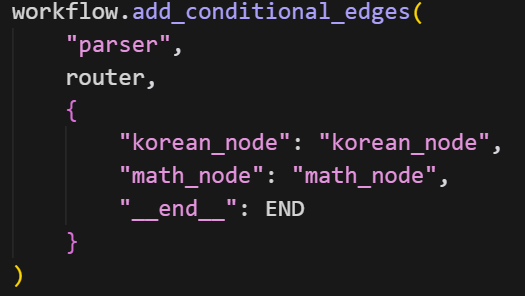 workflow.add_conditional_edges(
    "parser",
    router,
    {
        "korean_node": "korean_node",
        "math_node": "math_node",
        "__end__": END
    }
)